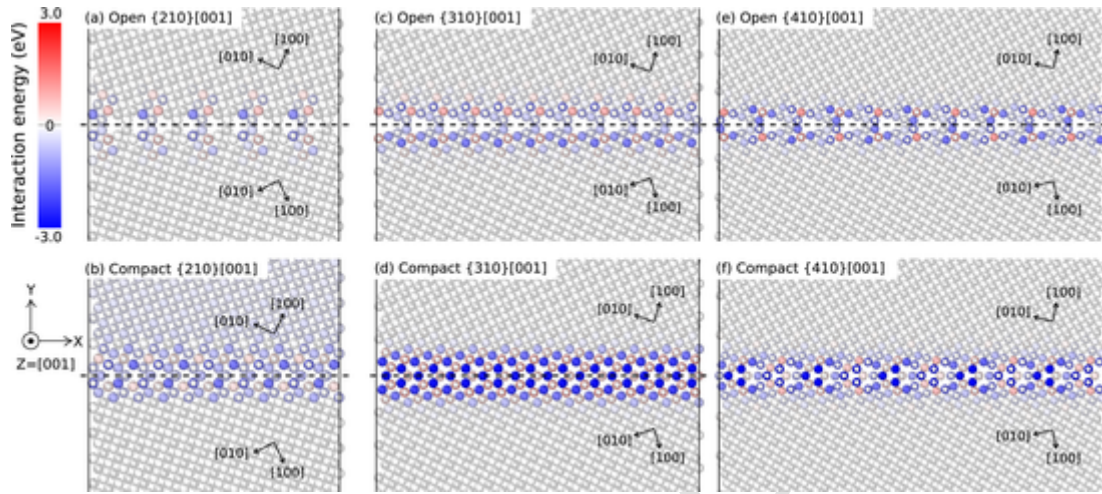 Interaction energy (eV)
3.0
0
-3.0
(a) Open {210}[001]
[100]
[010]
[010]
[100]
(c) Open {310}[001]
[100]
[010]
[010]
[100]
(e) Open {410}[001]
[100]
[010]
[010]
[100]
Y
X
Z=[001]
(b) Compact {210}[001]
[100]
[010]
[010]
[100]
(d) Compact {310}[001]
[100]
[010]
[010]
[100]
(f) Compact {410}[001]
[100]
[010]
[010]
[100]